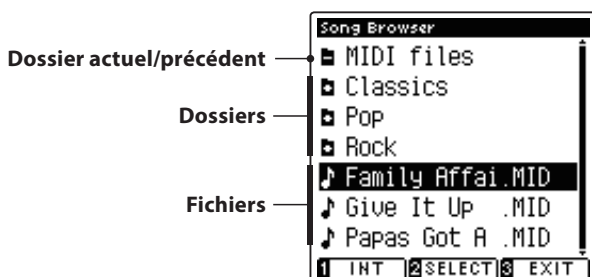 Song Browser
Dossier actuel/précédent
MIDI files
Classics
Dossiers
Pop
Rock
Family Affai.MID
Fichiers
Give It Up .MID
Papas Got A .MID
1 INT 2 SELECT 3 EXIT